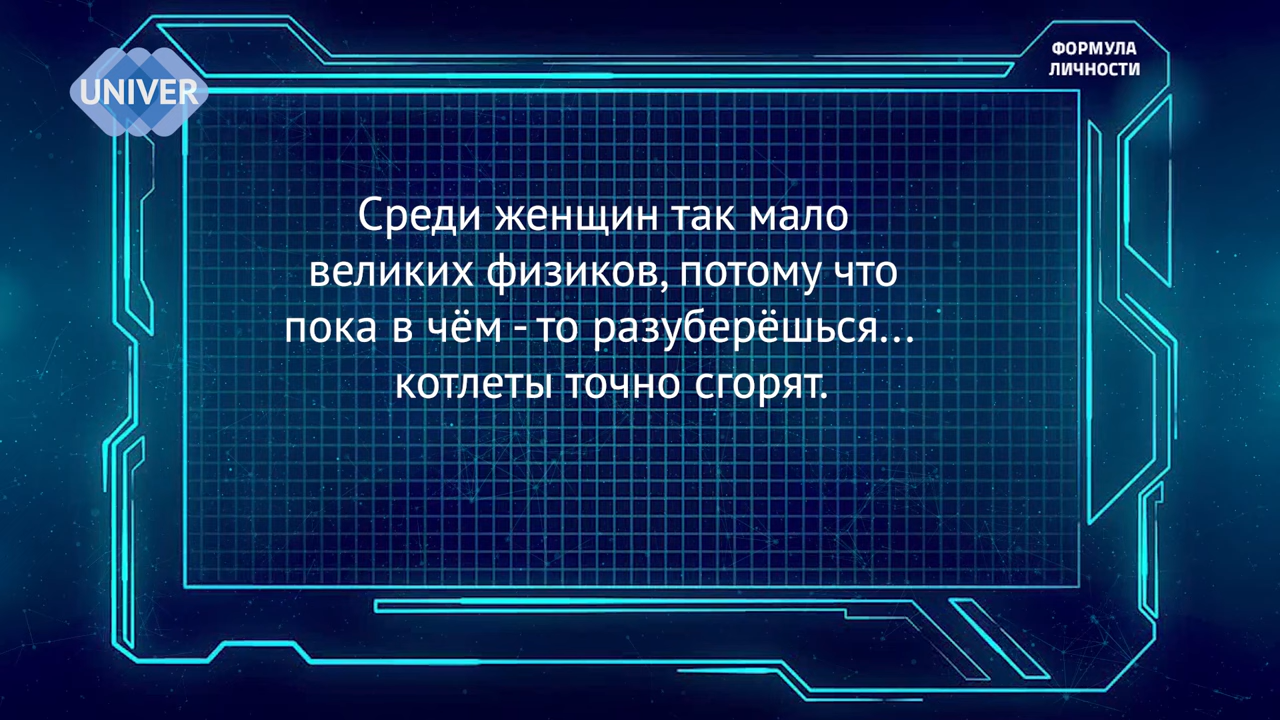 UNIVER
ФОРМУЛА
ЛИЧНОСТИ
Среди женщин так мало
великих физиков, потому что
пока в чём - то разуберёшься...
котлеты точно сгорят.